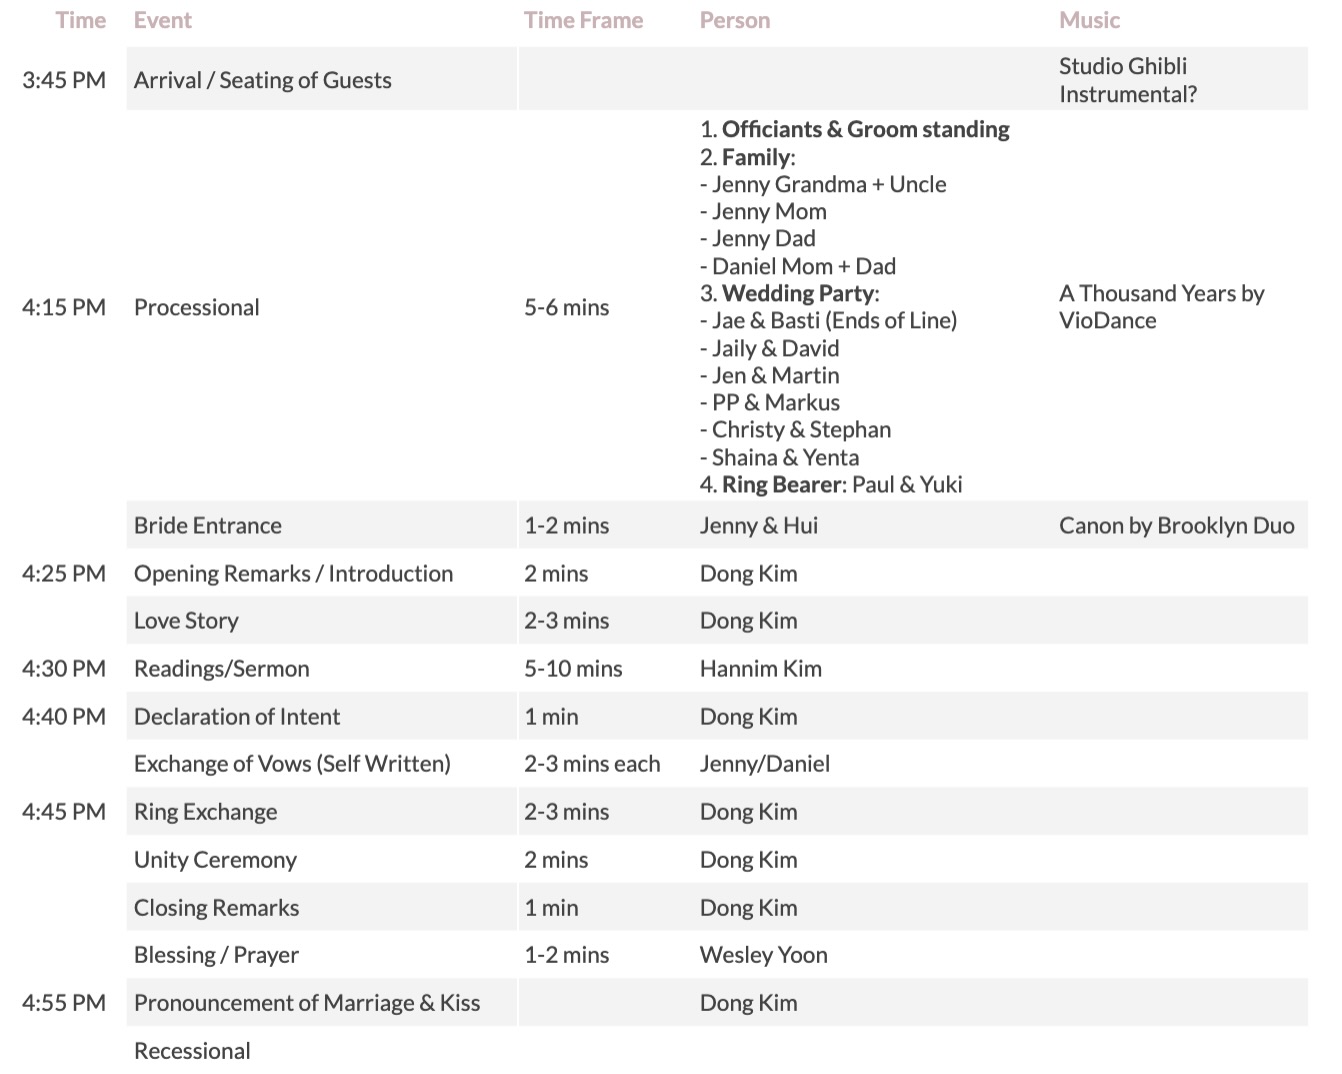 Time Event Time Frame Person Music
3:45 PM Arrival / Seating of Guests Studio Ghibli
Instrumental?
1. Officiants & Groom standing
2. Family:
- Jenny Grandma + Uncle
- Jenny Mom
- Jenny Dad
- Daniel Mom + Dad
3. Wedding Party:
4:15 PM Processional 5-6 mins A Thousand Years by
VioDance
- Jae & Basti (Ends of Line)
- Jaily & David
- Jen & Martin
- PP & Markus
- Christy & Stephan
- Shaina & Yenta
4. Ring Bearer: Paul & Yuki
Bride Entrance 1-2 mins Jenny & Hui Canon by Brooklyn Duo
4:25 PM Opening Remarks / Introduction 2 mins Dong Kim
Love Story 2-3 mins Dong Kim
4:30 PM Readings/Sermon 5-10 mins Hannim Kim
4:40 PM Declaration of Intent 1 min Dong Kim
Exchange of Vows (Self Written) 2-3 mins each Jenny/Daniel
4:45 PM Ring Exchange 2-3 mins Dong Kim
Unity Ceremony 2 mins Dong Kim
Closing Remarks 1 min Dong Kim
Blessing / Prayer 1-2 mins Wesley Yoon
4:55 PM Pronouncement of Marriage & Kiss Dong Kim
Recessional